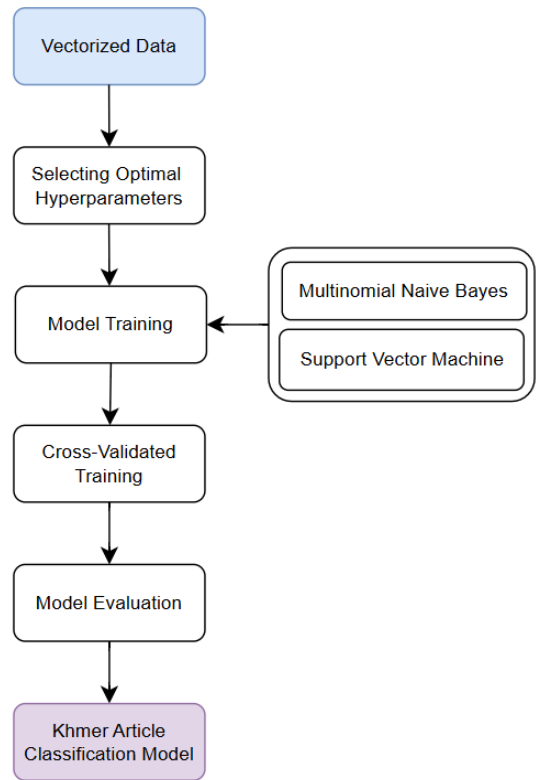 Vectorized Data
Selecting Optimal
Hyperparameters
Model Training
Multinomial Naive Bayes
Support Vector Machine
Cross-Validated
Training
Model Evaluation
Khmer Article
Classification Model